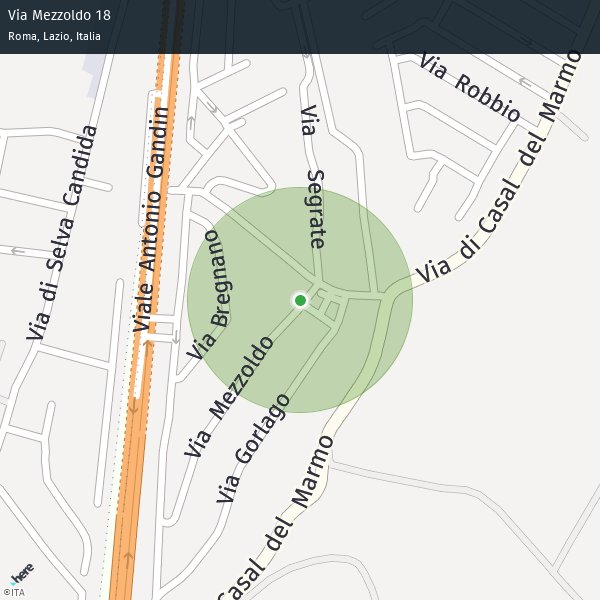 Via Mezzoldo 18
Roma, Lazio, Italia
Via Robbio
Via di Casal del Marmo
Via Segrate
Viale Antonio Gandin
Via di Selva Candida
Via Bregnano
Via Mezzoldo
Via Gorlago
Casal del Marmo
here
©ITA